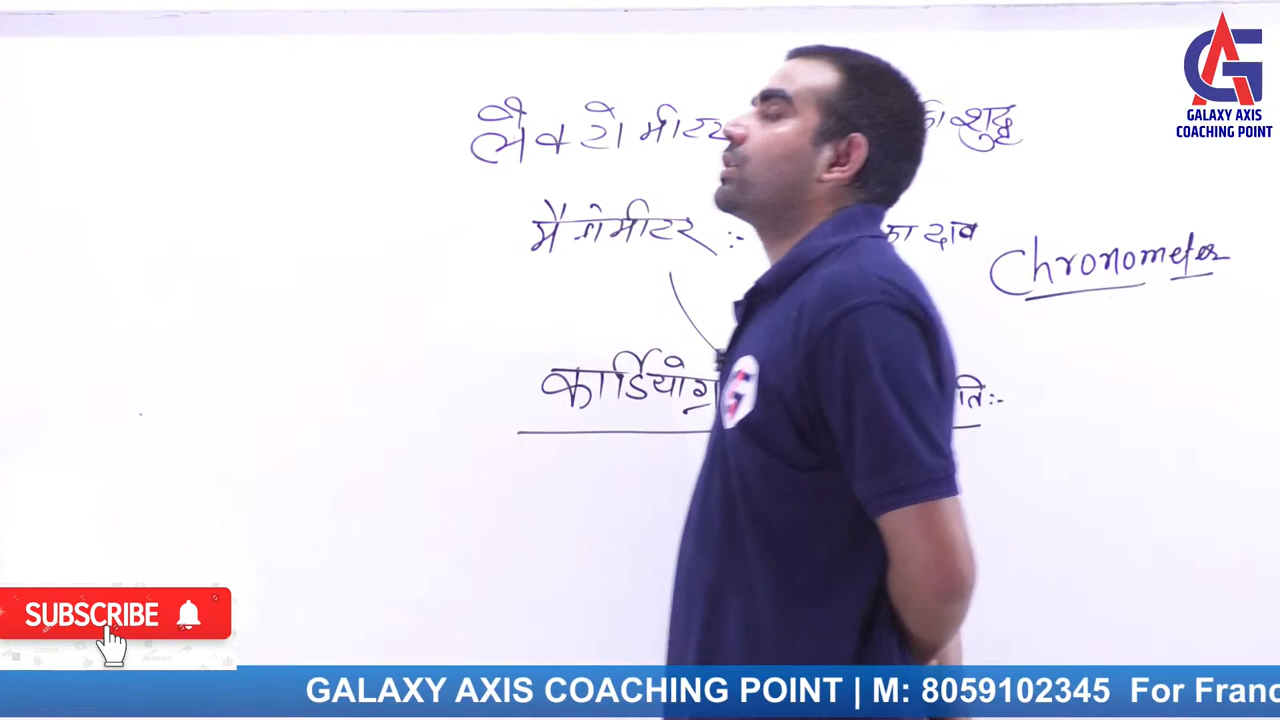 GALAXY AXIS
COACHING POINT
लैक्टोमीटर शुद्ध
मैनोमीटर :- का दाब
Chronometer
कार्डियोग ति:-
SUBSCRIBE
GALAXY AXIS COACHING POINT | M: 8059102345 For Franc